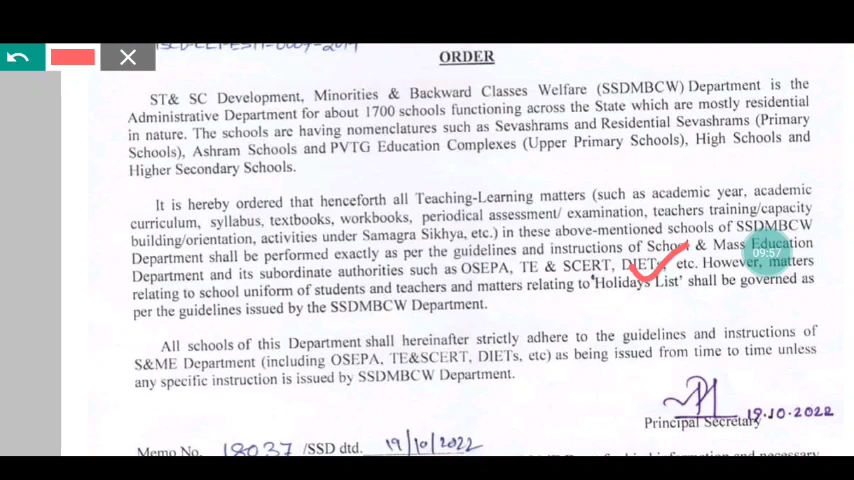 ORDER
ST& SC Development, Minorities & Backward Classes Welfare (SSDMBCW) Department is the
Administrative Department for about 1700 schools functioning across the State which are mostly residential
in nature. The schools are having nomenclatures such as Sevashrams and Residential Sevashrams (Primary
Schools), Ashram Schools and PVTG Education Complexes (Upper Primary Schools), High Schools and
Higher Secondary Schools.
It is hereby ordered that henceforth all Teaching-Learning matters (such as academic year, academic
curriculum, syllabus, textbooks, workbooks, periodical assessment/ examination, teachers training/capacity
building/orientation, activities under Samagra Sikhya, etc.) in these above-mentioned schools of SSDMBCW
Department shall be performed exactly as per the guidelines and instructions of School & Mass Education
09:57
Department and its subordinate authorities such as OSEPA, TE & SCERT, DIETs, etc. However, matters
relating to school uniform of students and teachers and matters relating to 'Holidays List' shall be governed as
per the guidelines issued by the SSDMBCW Department.
All schools of this Department shall hereinafter strictly adhere to the guidelines and instructions of
S&ME Department (including OSEPA, TE&SCERT, DIETs, etc) as being issued from time to time unless
any specific instruction is issued by SSDMBCW Department.
19.10.2022
Principal Secretary
Memo No. 18037 /SSD dtd. 19/10/2022